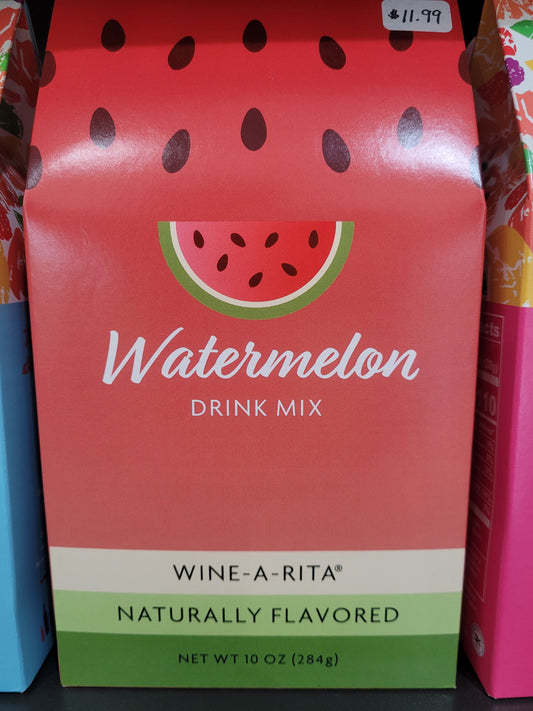 $11.99
Watermelon
DRINK MIX
WINE-A-RITA®
NATURALLY FLAVORED
NET WT 10 OZ (284g)